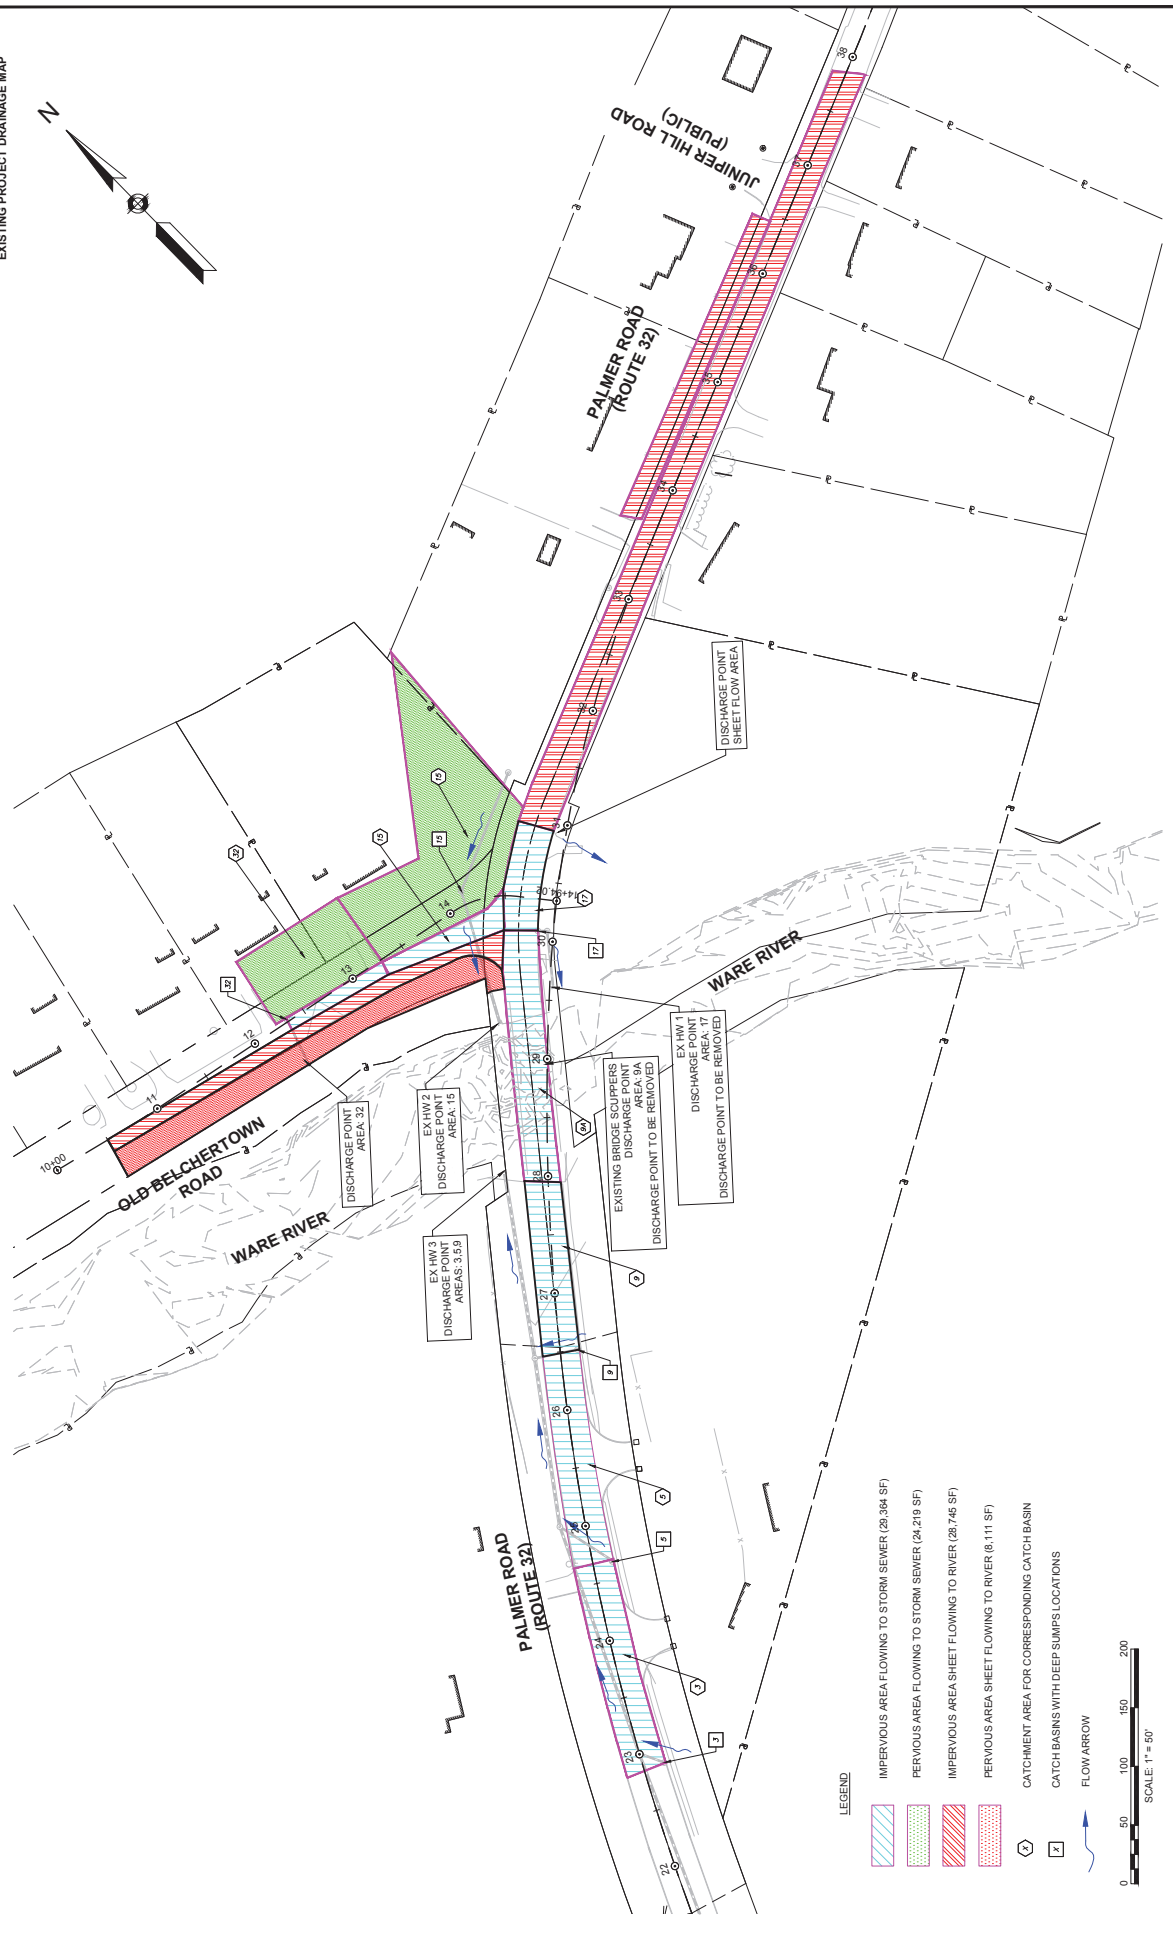 EXISTING PROJECT DRAINAGE MAP
N
38
JUNIPER HILL ROAD
(PUBLIC)
37
36
PALMER ROAD
(ROUTE 32)
35
34
33
32
31
DISCHARGE POINT
SHEET FLOW AREA
15
15
15
32
32
14
13
12
11
10+00
14+94.02
17
17
30
29
28
9A
WARE RIVER
OLD BELCHERTOWN
ROAD
WARE RIVER
DISCHARGE POINT
AREA: 32
EX HW 2
DISCHARGE POINT
AREA: 15
EX HW 3
DISCHARGE POINT
AREAS: 3,5,9
EXISTING BRIDGE SCUPPERS
DISCHARGE POINT
AREA: 9A
DISCHARGE POINT TO BE REMOVED
EX HW 1
DISCHARGE POINT
AREA: 17
DISCHARGE POINT TO BE REMOVED
27
9
9
26
5
5
25
PALMER ROAD
(ROUTE 32)
24
3
3
23
22
LEGEND
IMPERVIOUS AREA FLOWING TO STORM SEWER (29,364 SF)
PERVIOUS AREA FLOWING TO STORM SEWER (24,219 SF)
IMPERVIOUS AREA SHEET FLOWING TO RIVER (28,745 SF)
PERVIOUS AREA SHEET FLOWING TO RIVER (8,111 SF)
X
CATCHMENT AREA FOR CORRESPONDING CATCH BASIN
X
CATCH BASINS WITH DEEP SUMPS LOCATIONS
FLOW ARROW
0 50 100 150 200
SCALE: 1" = 50'